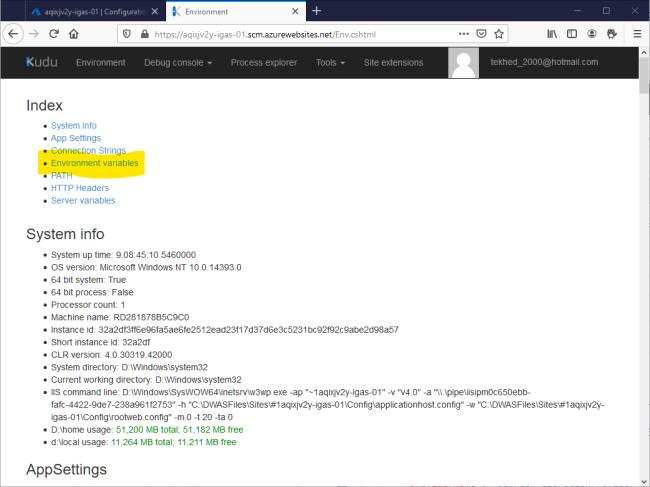 aqixjv2y-igas-01 | Configuration
Environment
https://aqixjv2y-igas-01.scm.azurewebsites.net/Env.cshtml
Kudu Environment Debug console Process explorer Tools Site extensions tekhed_2000@hotmail.com
Index
System Info
App Settings
Connection Strings
Environment variables
PATH
HTTP Headers
Server variables
System info
System up time: 9.08:45:10.5460000
OS version: Microsoft Windows NT 10.0.14393.0
64 bit system: True
64 bit process: False
Processor count: 1
Machine name: RD281878B5C9C0
Instance id: 32a2df3ff6e96fa5ae6fe2512ead23f17d37d6e3c5231bc92f92c9abe2d98a57
Short instance id: 32a2df
CLR version: 4.0.30319.42000
System directory: D:\Windows\system32
Current working directory: D:\Windows\system32
IIS command line: D:\Windows\SysWOW64\inetsrv\w3wp.exe -ap "~1aqixjv2y-igas-01" -v "v4.0" -a "\\.\pipe\iisipm0c650ebb-
fafc-4422-9de7-238a961f2753" -h "C:\DWASFiles\Sites\#1aqixjv2y-igas-01\Config\applicationhost.config" -w "C:\DWASFiles\Sites\#1aqixjv2y-
igas-01\Config\rootweb.config" -m 0 -t 20 -ta 0
D:\home usage: 51,200 MB total; 51,182 MB free
d:\local usage: 11,264 MB total; 11,211 MB free
AppSettings